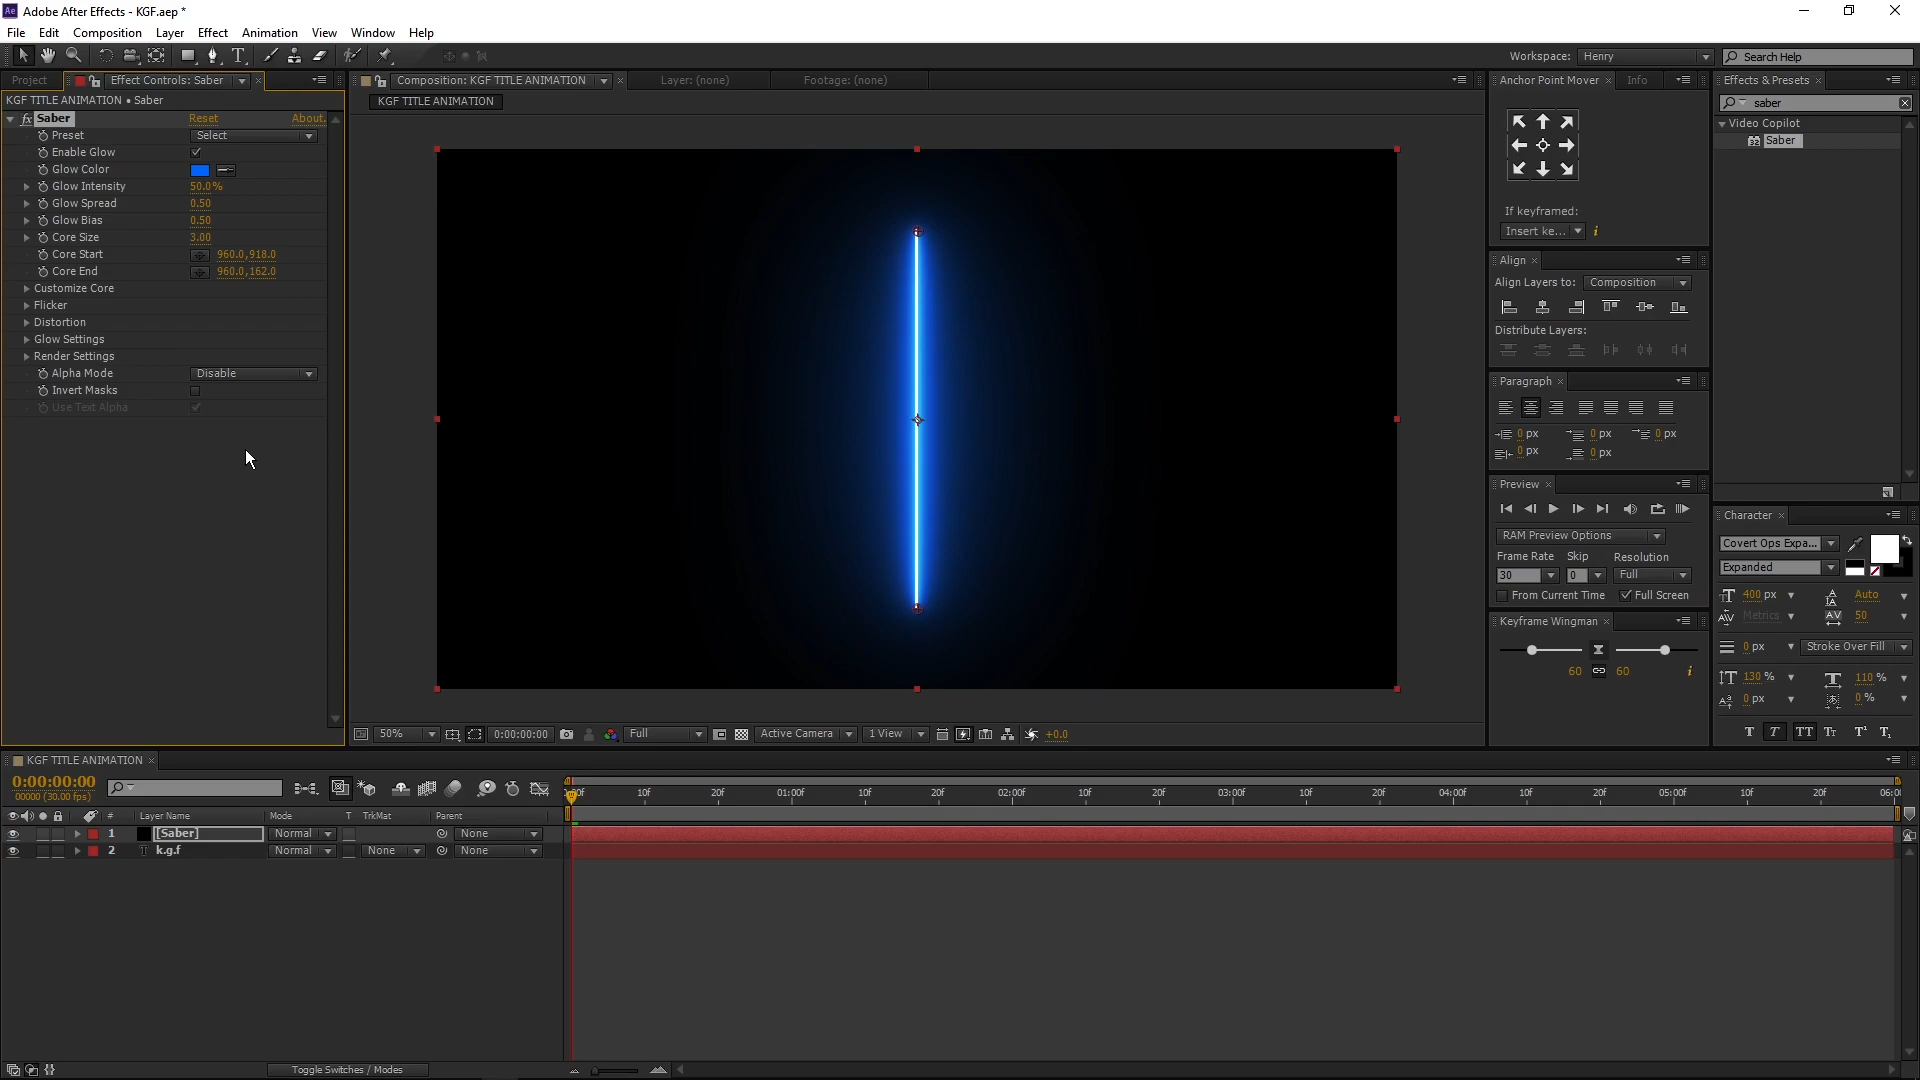 Ae Adobe After Effects - KGF.aep *
File Edit Composition Layer Effect Animation View Window Help
Workspace: Henry Search Help
Project Effect Controls: Saber
KGF TITLE ANIMATION • Saber
fx Saber Reset About.
Preset Select
Enable Glow
Glow Color
Glow Intensity 50.0%
Glow Spread 0.50
Glow Bias 0.50
Core Size 3.00
Core Start 960.0,918.0
Core End 960.0,162.0
Customize Core
Flicker
Distortion
Glow Settings
Render Settings
Alpha Mode Disable
Invert Masks
Use Text Alpha
Composition: KGF TITLE ANIMATION Layer: (none) Footage: (none)
KGF TITLE ANIMATION
50% 0:00:00:00 Full Active Camera 1 View +0.0
Anchor Point Mover Info
If keyframed:
Insert ke...
Align
Align Layers to: Composition
Distribute Layers:
Paragraph
0 px 0 px 0 px
0 px 0 px
Preview
RAM Preview Options
Frame Rate Skip Resolution
30 0 Full
From Current Time Full Screen
Keyframe Wingman
60 60
Effects & Presets
saber
Video Copilot
32 Saber
Character
Covert Ops Expa...
Expanded
400 px Auto
Metrics 50
0 px Stroke Over Fill
130 % 110 %
0 px 0 %
T T TT Tt T¹ T₁
KGF TITLE ANIMATION
0:00:00:00
00000 (30.00 fps)
10f 20f 01:00f 10f 20f 02:00f 10f 20f 03:00f 10f 20f 04:00f 10f 20f 05:00f 10f 20f 06:0
# Layer Name Mode T TrkMat Parent
1 [Saber] Normal None
2 T k.g.f Normal None None
Toggle Switches / Modes